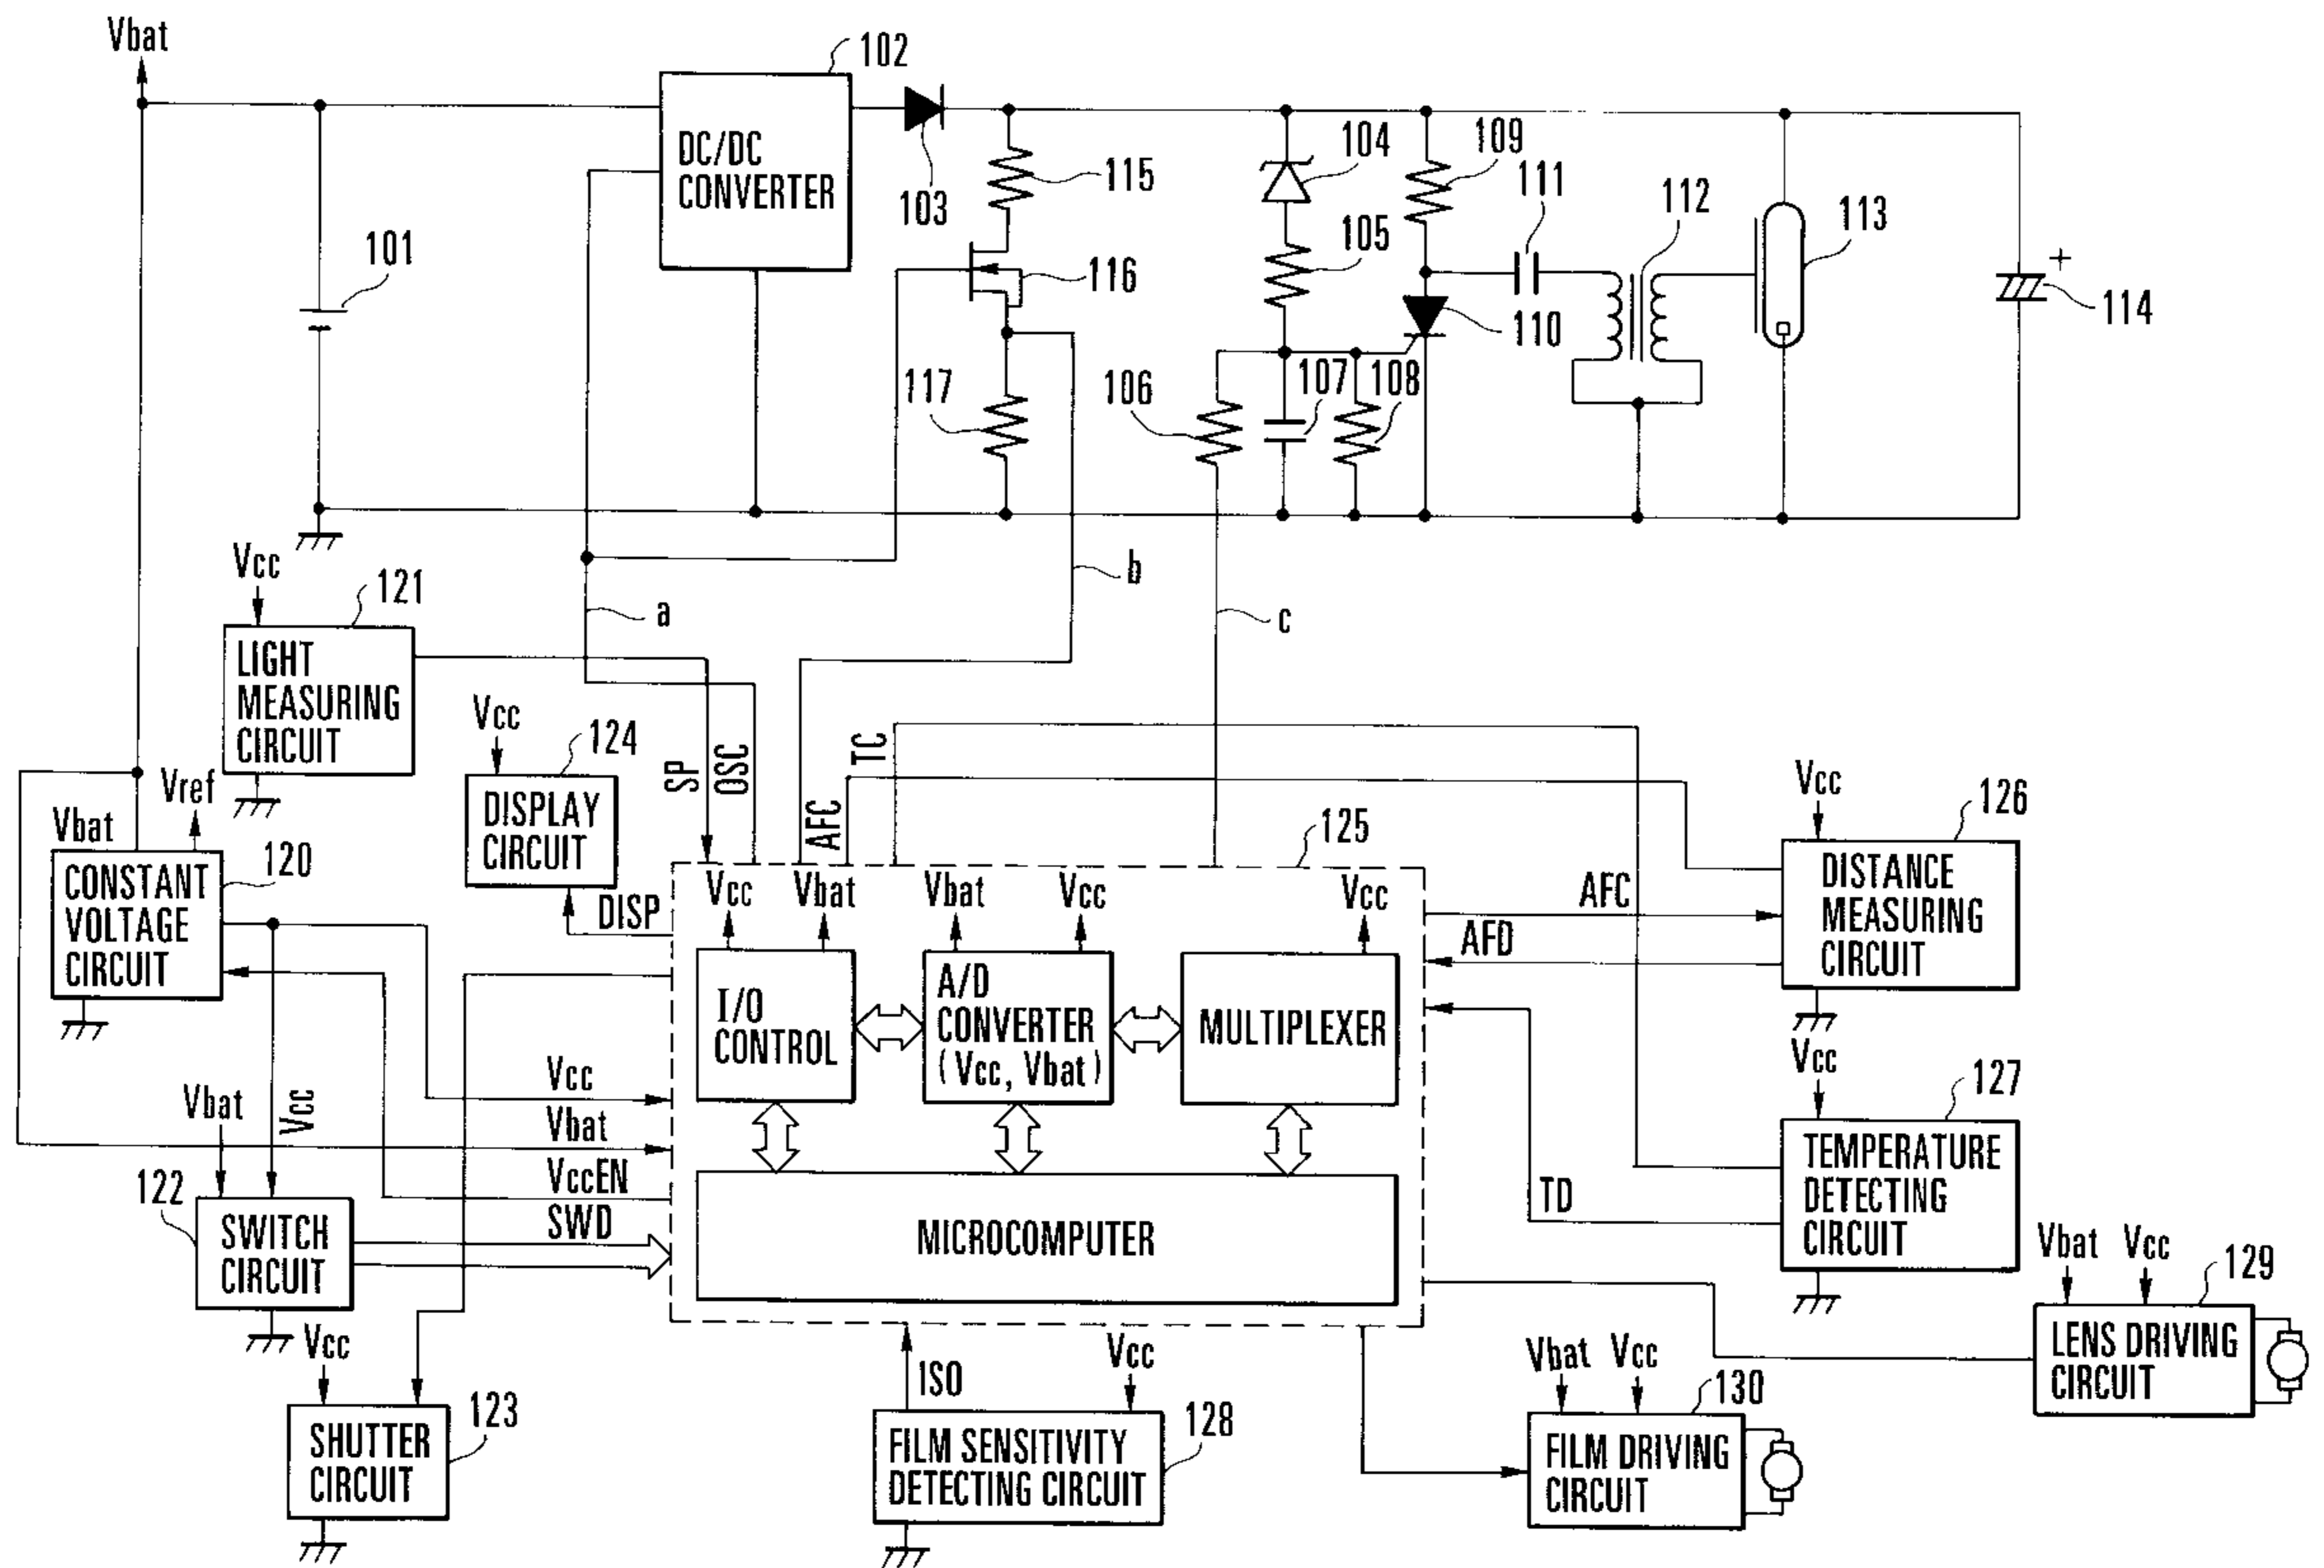 Vbat
102
DC/DC
CONVERTER
103
115
104
109
111
112
113
105
116
110
114
+
101
117
106
107
108
a
b
c
Vcc
121
LIGHT
MEASURING
CIRCUIT
Vcc
124
DISPLAY
CIRCUIT
DISP
SP
OSC
AFC
TC
Vbat
Vref
120
CONSTANT
VOLTAGE
CIRCUIT
125
Vcc
Vbat
Vbat
Vcc
Vcc
I/O
CONTROL
A/D
CONVERTER
(Vcc, Vbat)
MULTIPLEXER
MICROCOMPUTER
AFC
AFD
Vcc
126
DISTANCE
MEASURING
CIRCUIT
Vcc
127
TEMPERATURE
DETECTING
CIRCUIT
TD
Vcc
Vbat
VccEN
SWD
Vbat
Vcc
122
SWITCH
CIRCUIT
Vcc
123
SHUTTER
CIRCUIT
ISO
Vcc
128
FILM SENSITIVITY
DETECTING CIRCUIT
Vbat Vcc
130
FILM DRIVING
CIRCUIT
Vbat Vcc
129
LENS DRIVING
CIRCUIT